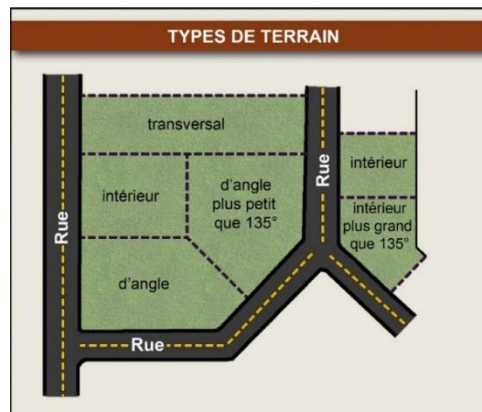 TYPES DE TERRAIN
transversal
intérieur
d'angle
plus petit
que 135°
intérieur
intérieur
plus grand
que 135°
d'angle
Rue
Rue
Rue